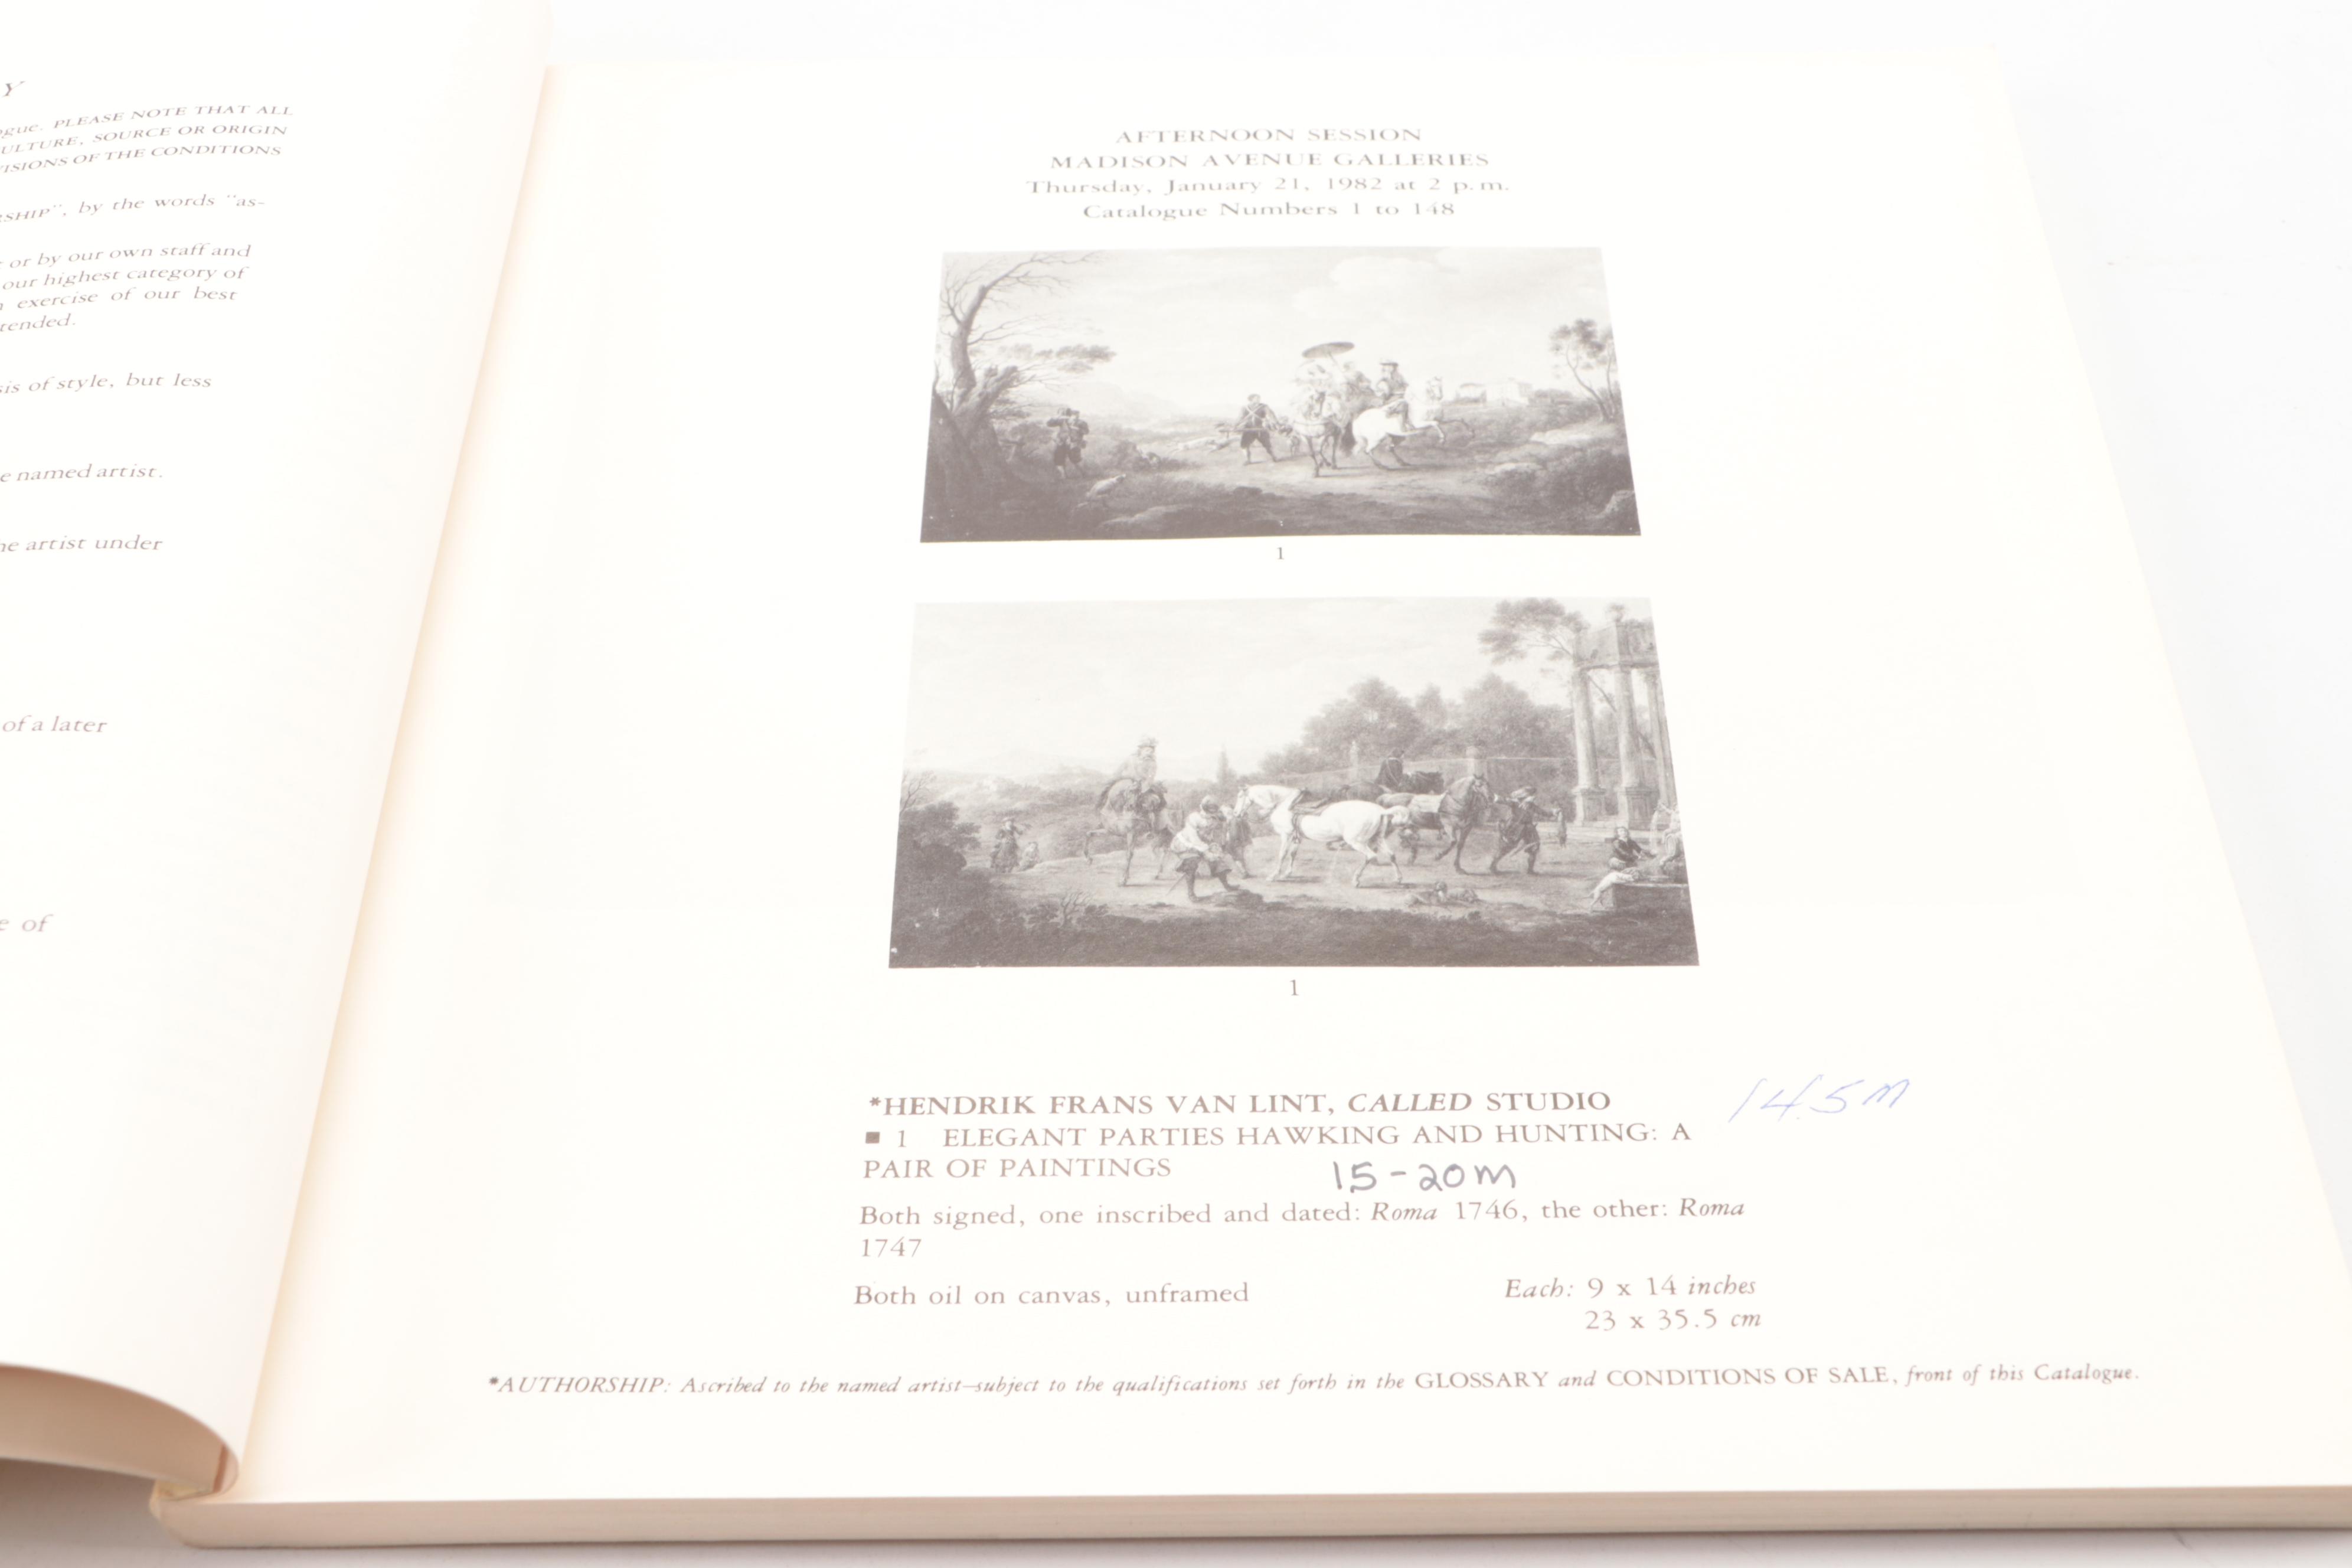 Y
ogue. PLEASE NOTE THAT ALL
ULTURE, SOURCE OR ORIGIN
VISIONS OF THE CONDITIONS
RSHIP", by the words "as-
or by our own staff and
our highest category of
exercise of our best
tended.
sis of style, but less
e named artist.
he artist under
of a later
e of
AFTERNOON SESSION
MADISON AVENUE GALLERIES
Thursday, January 21, 1982 at 2 p.m.
Catalogue Numbers 1 to 148
1
1
*HENDRIK FRANS VAN LINT, CALLED STUDIO
14.5M
■ 1 ELEGANT PARTIES HAWKING AND HUNTING: A
PAIR OF PAINTINGS
15-20M
Both signed, one inscribed and dated: Roma 1746, the other: Roma
1747
Both oil on canvas, unframed
Each: 9 x 14 inches
23 x 35.5 cm
*AUTHORSHIP: Ascribed to the named artist—subject to the qualifications set forth in the GLOSSARY and CONDITIONS OF SALE, front of this Catalogue.